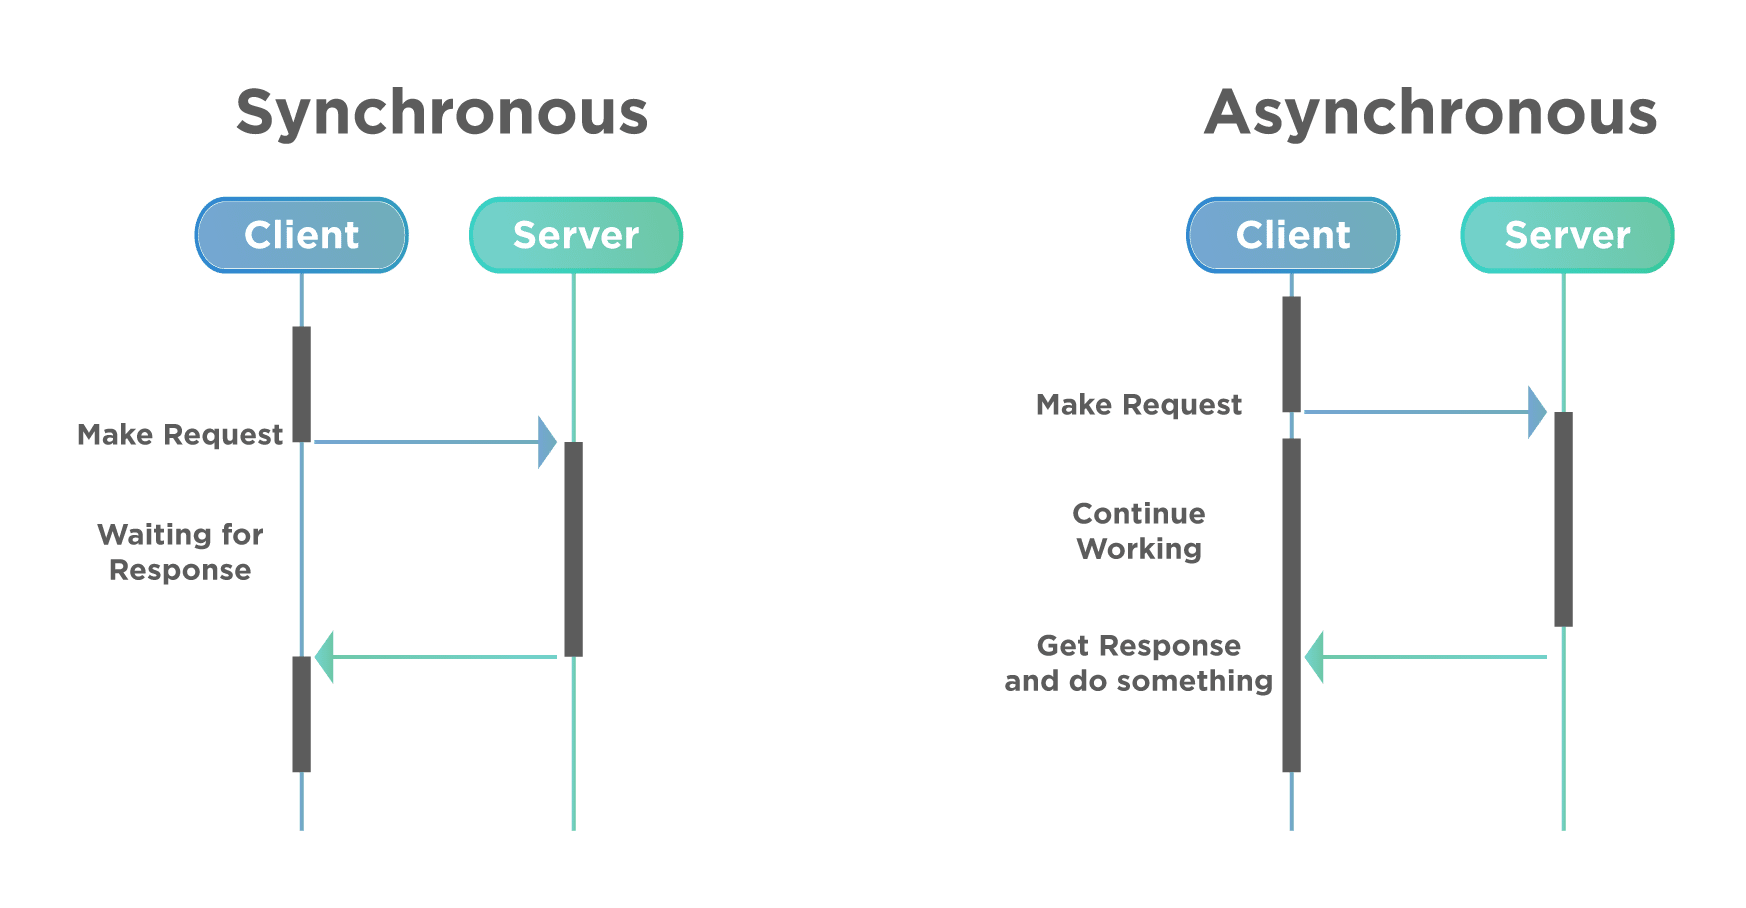 Synchronous
Client
Server
Make Request
Waiting for
Response
Asynchronous
Client
Server
Make Request
Continue
Working
Get Response
and do something